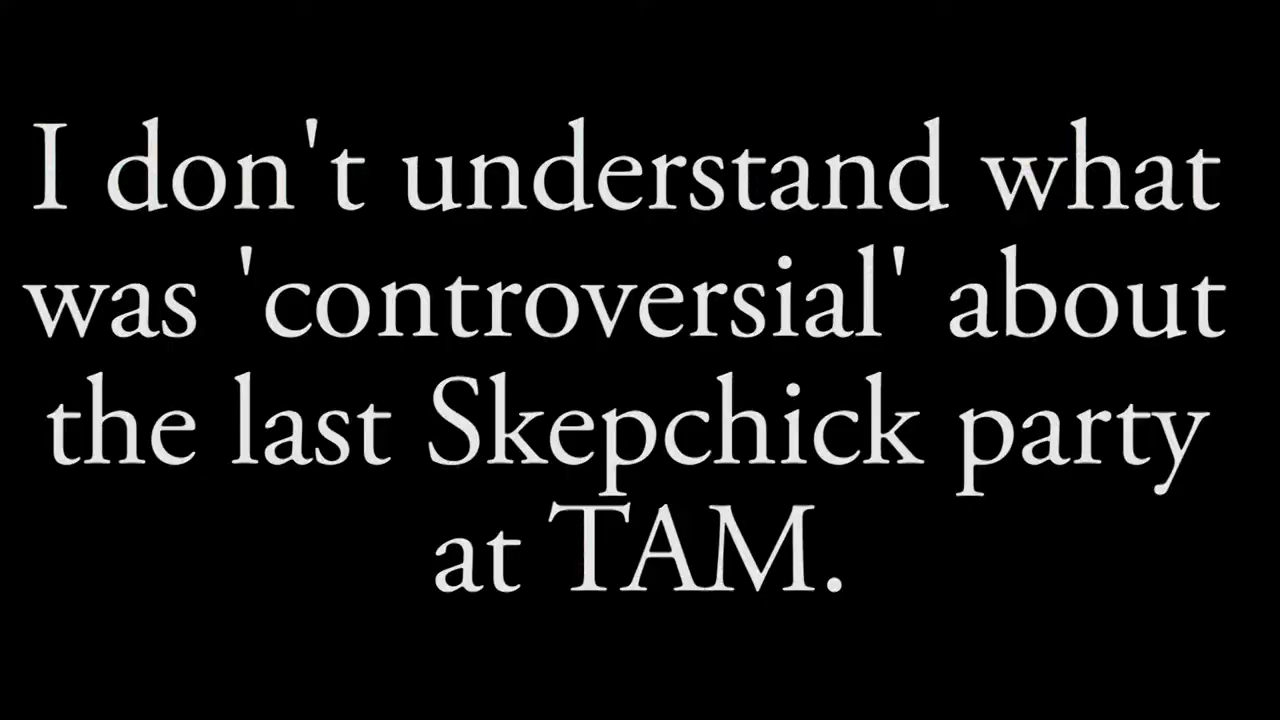 I don't understand what
was 'controversial' about
the last Skepchick party
at TAM.